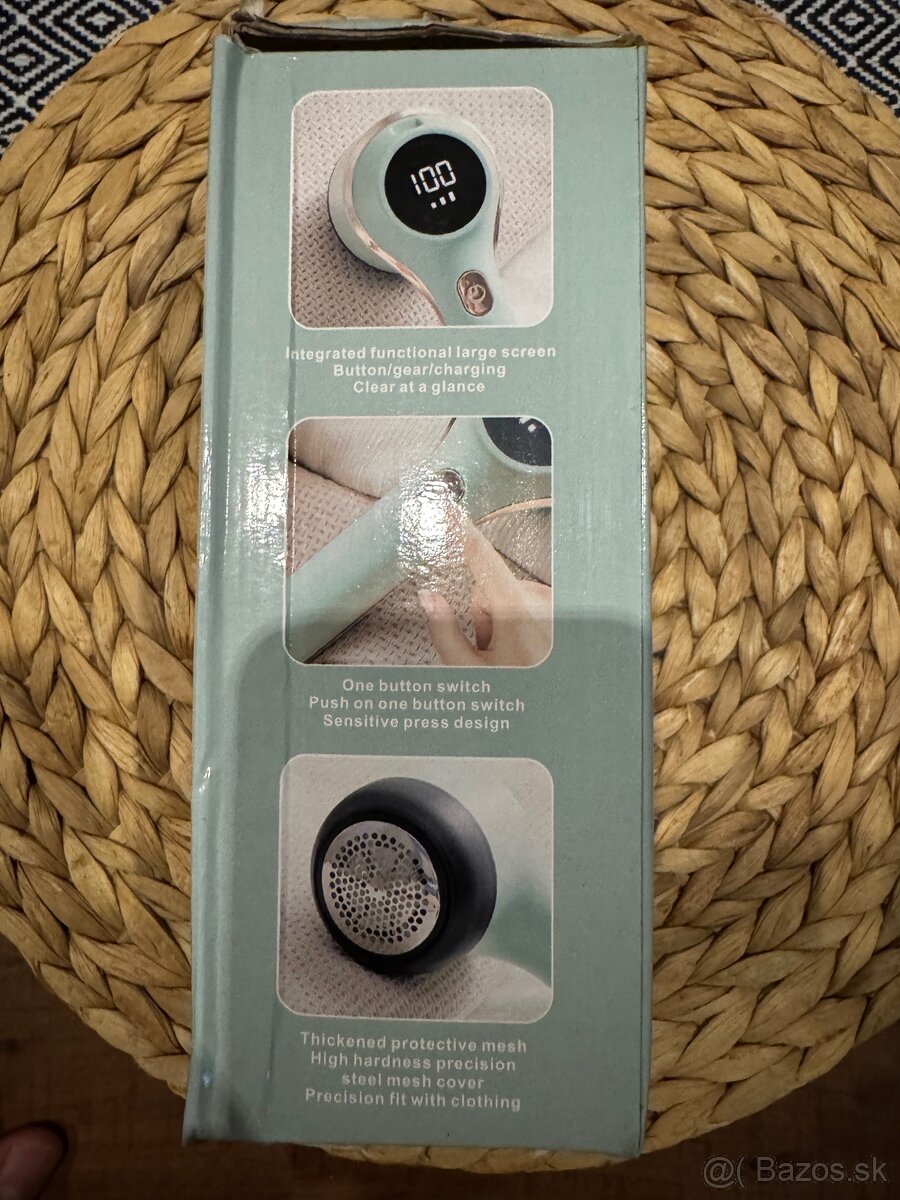 100
Integrated functional large screen
Button/gear/charging
Clear at a glance
One button switch
Push on one button switch
Sensitive press design
Thickened protective mesh
High hardness precision
steel mesh cover
Precision fit with clothing
@( Bazos.sk